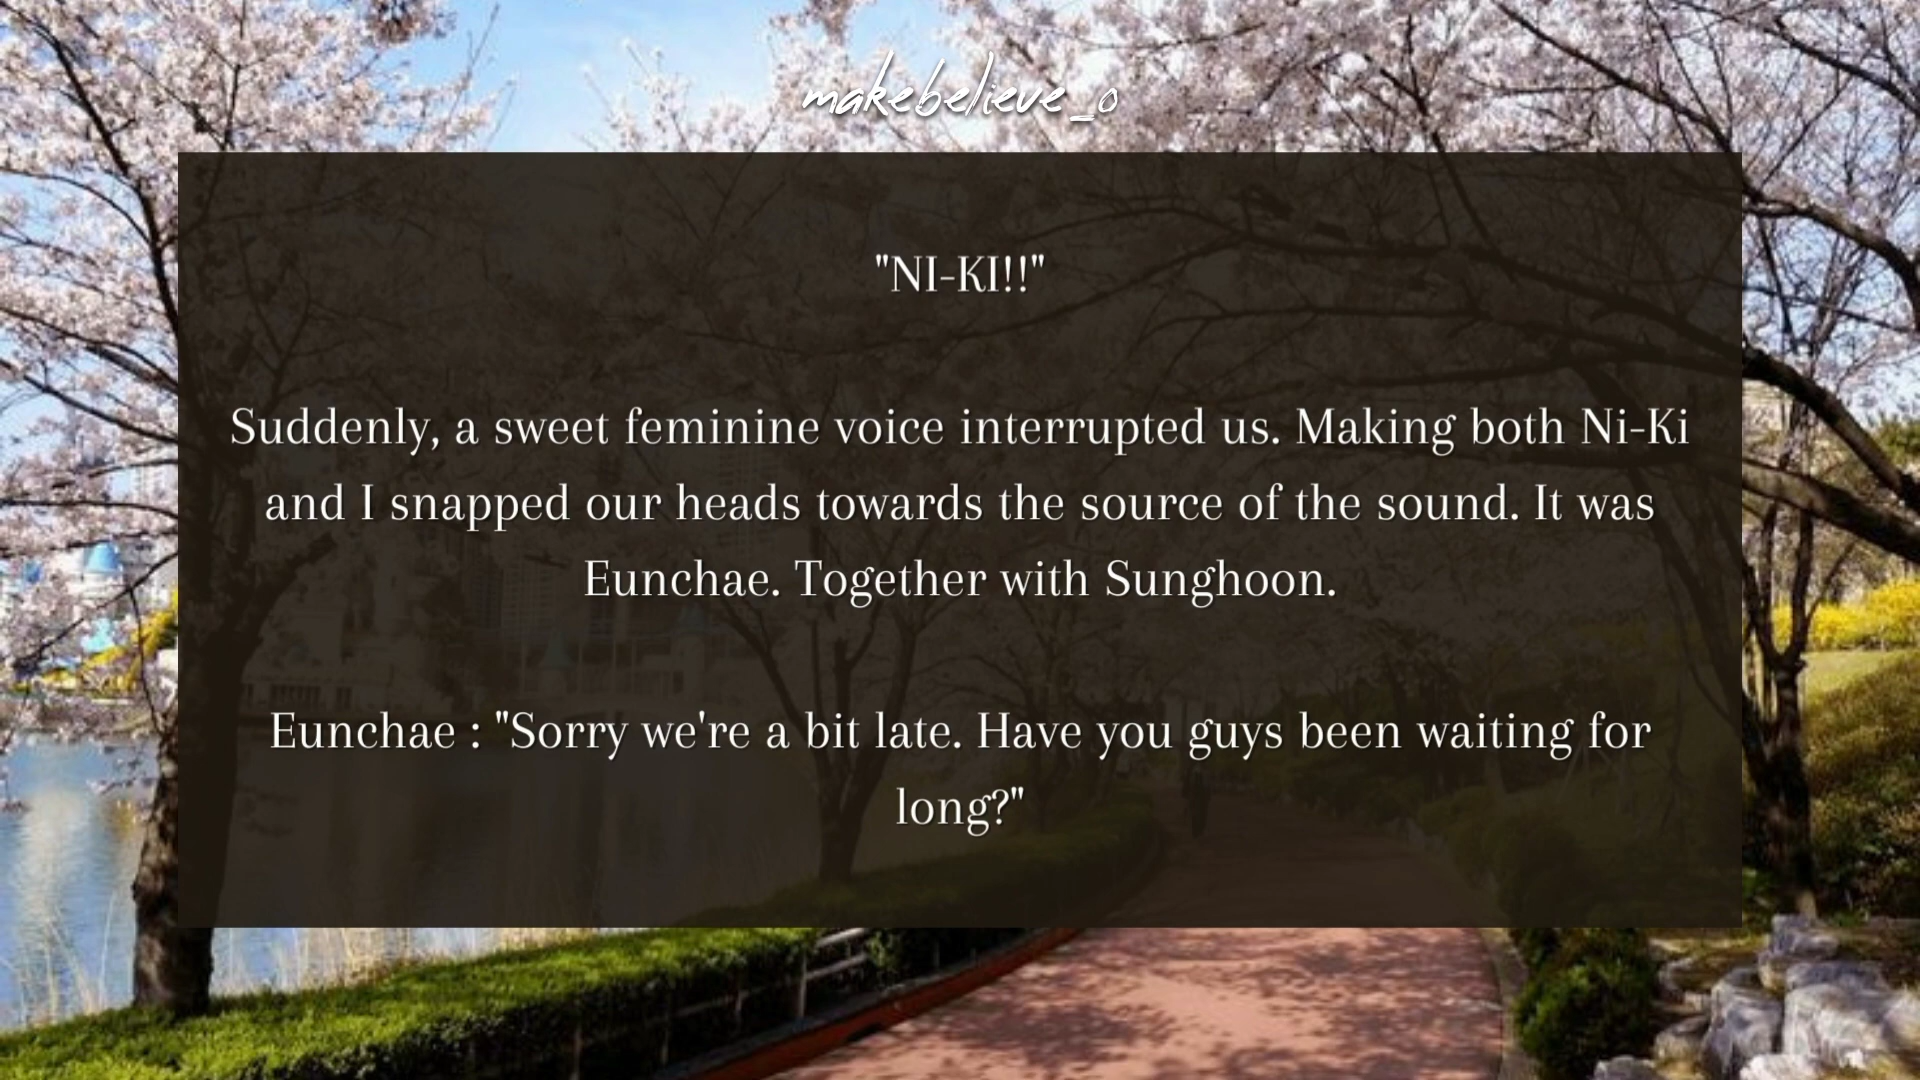 makebelieve_o
"NI-KI!!"
Suddenly, a sweet feminine voice interrupted us. Making both Ni-Ki
and I snapped our heads towards the source of the sound. It was
Eunchae. Together with Sunghoon.
Eunchae : "Sorry we're a bit late. Have you guys been waiting for
long?"